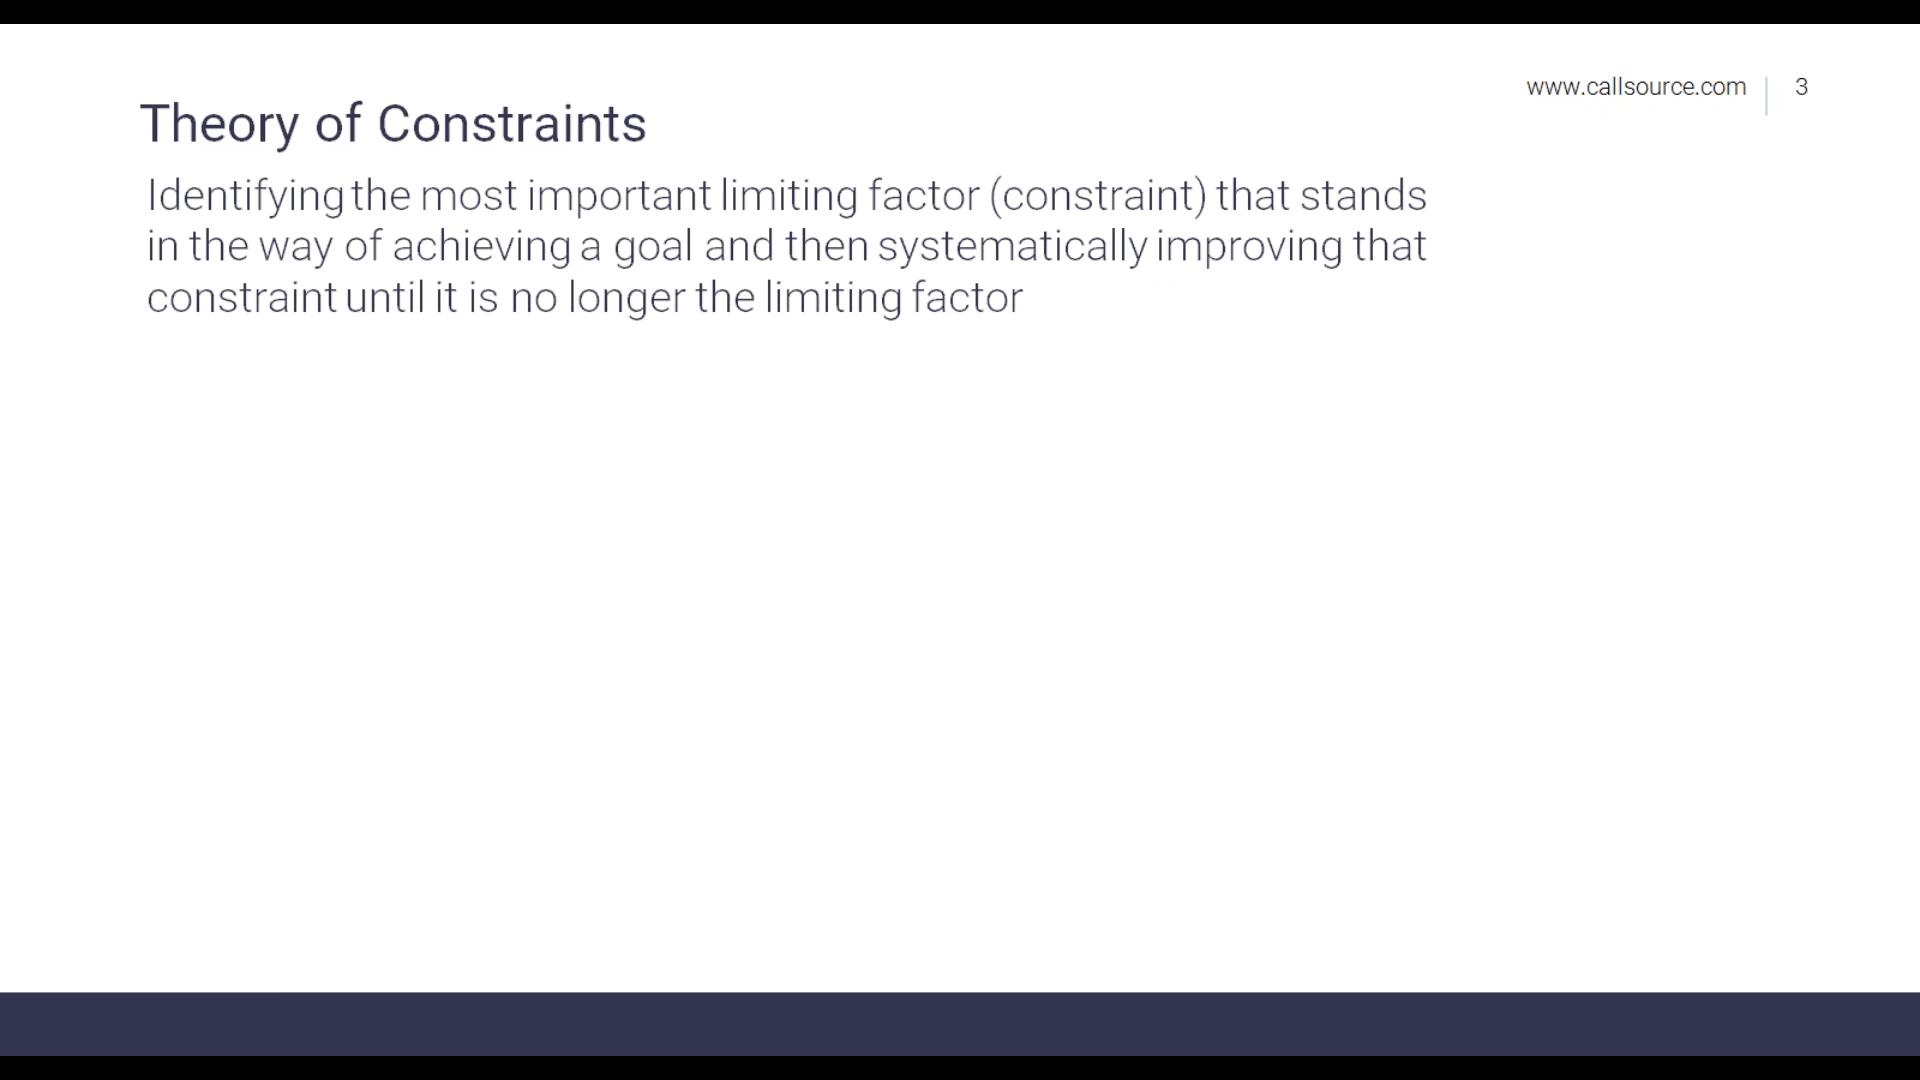 www.callsource.com 3
Theory of Constraints
Identifying the most important limiting factor (constraint) that stands
in the way of achieving a goal and then systematically improving that
constraint until it is no longer the limiting factor